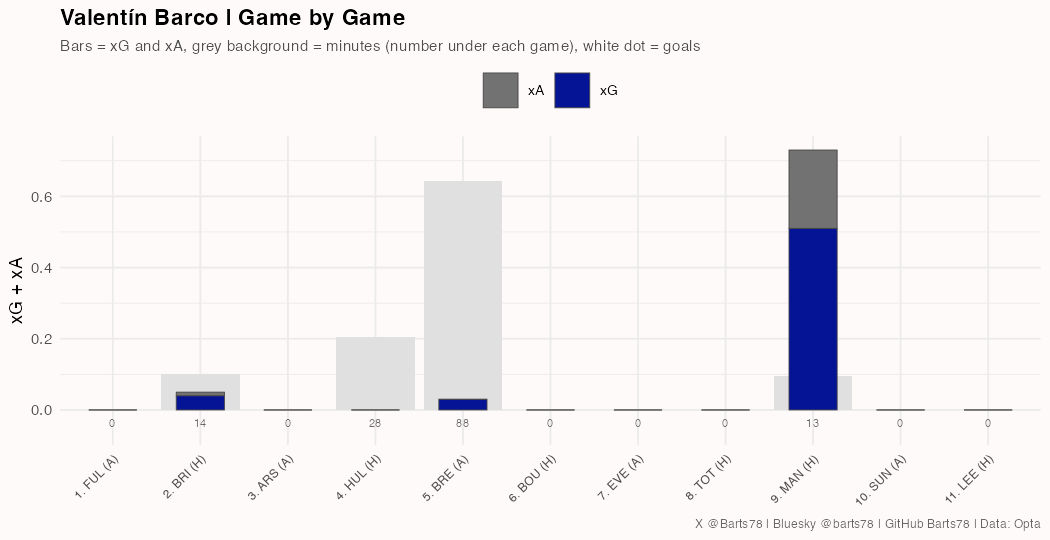 Valentín Barco | Game by Game
Bars = xG and xA, grey background = minutes (number under each game), white dot = goals
xA xG
xG + xA
0.6
0.4
0.2
0.0
0 14 0 28 88 0 0 0 13 0 0
1. FUL (A) 2. BRI (H) 3. ARS (A) 4. HUL (H) 5. BRE (A) 6. BOU (H) 7. EVE (A) 8. TOT (H) 9. MAN (H) 10. SUN (A) 11. LEE (H)
X @Barts78 | Bluesky @barts78 | GitHub Barts78 | Data: Opta